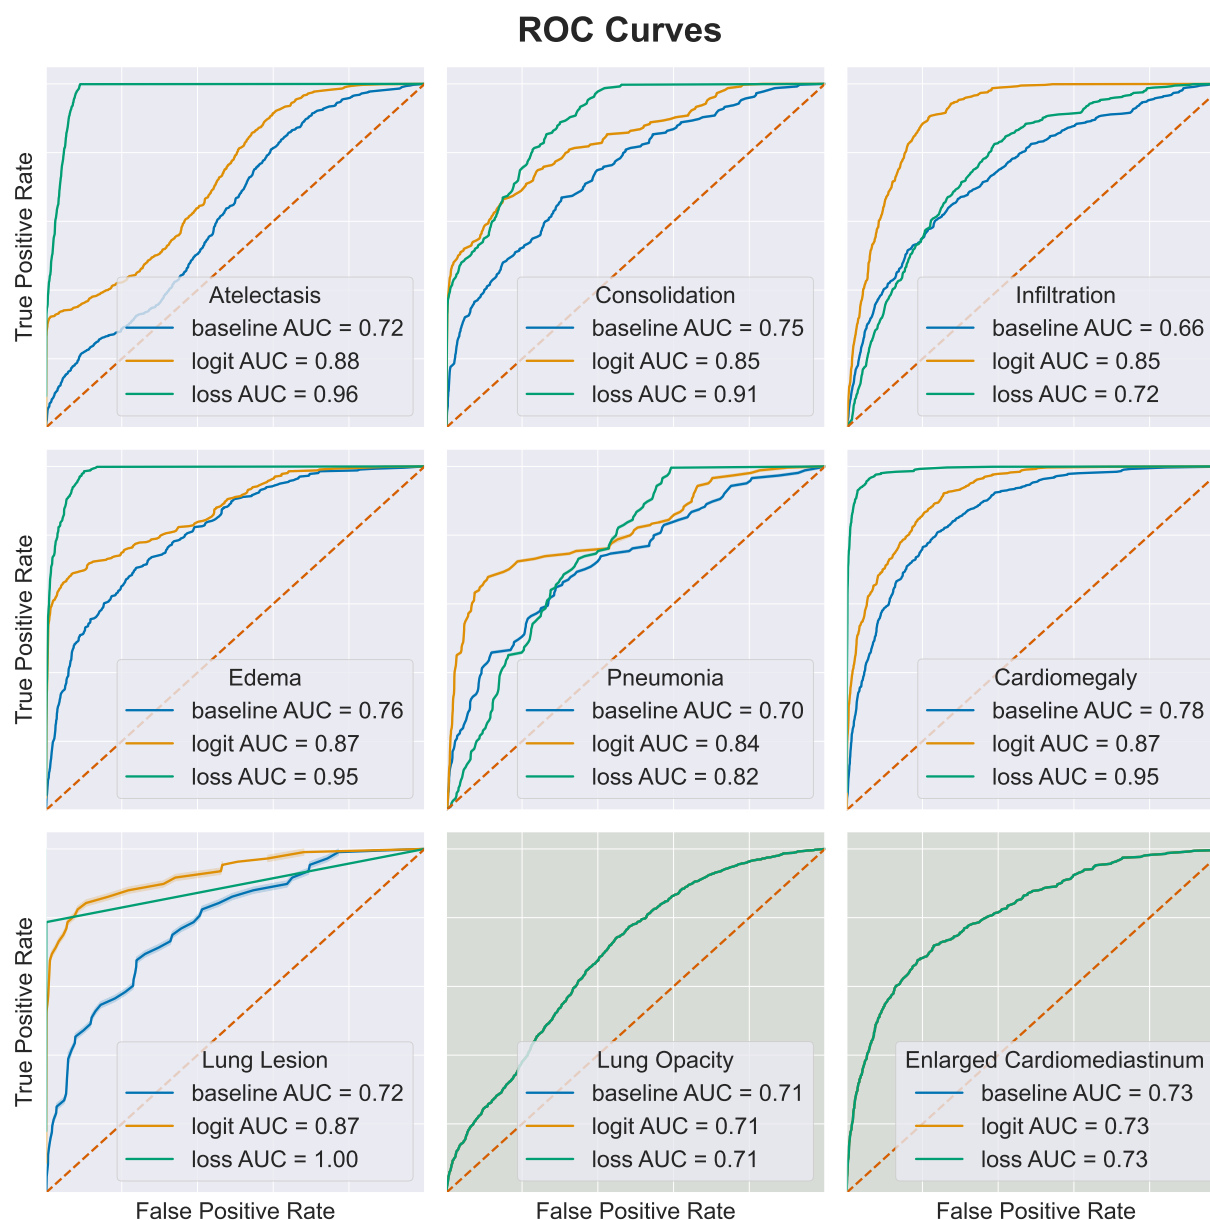 ROC Curves
True Positive Rate
Atelectasis
baseline AUC = 0.72
logit AUC = 0.88
loss AUC = 0.96
Consolidation
baseline AUC = 0.75
logit AUC = 0.85
loss AUC = 0.91
Infiltration
baseline AUC = 0.66
logit AUC = 0.85
loss AUC = 0.72
True Positive Rate
Edema
baseline AUC = 0.76
logit AUC = 0.87
loss AUC = 0.95
Pneumonia
baseline AUC = 0.70
logit AUC = 0.84
loss AUC = 0.82
Cardiomegaly
baseline AUC = 0.78
logit AUC = 0.87
loss AUC = 0.95
True Positive Rate
Lung Lesion
baseline AUC = 0.72
logit AUC = 0.87
loss AUC = 1.00
Lung Opacity
baseline AUC = 0.71
logit AUC = 0.71
loss AUC = 0.71
Enlarged Cardiomediastinum
baseline AUC = 0.73
logit AUC = 0.73
loss AUC = 0.73
False Positive Rate
False Positive Rate
False Positive Rate